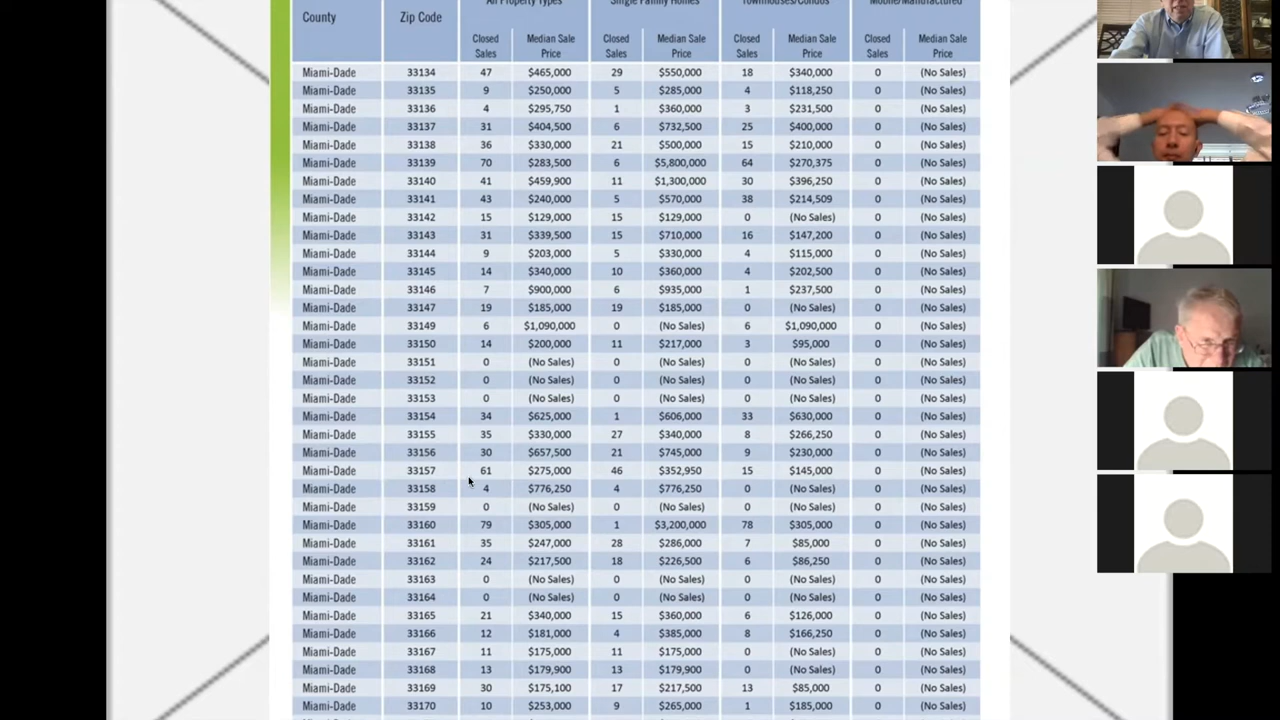 All Property Types Single Family Homes Townhouses/Condos Mobile/Manufactured
County Zip Code
Closed Sales Median Sale Price Closed Sales Median Sale Price Closed Sales Median Sale Price Closed Sales Median Sale Price
Miami-Dade 33134 47 $465,000 29 $550,000 18 $340,000 0 (No Sales)
Miami-Dade 33135 9 $250,000 5 $285,000 4 $118,250 0 (No Sales)
Miami-Dade 33136 4 $295,750 1 $360,000 3 $231,500 0 (No Sales)
Miami-Dade 33137 31 $404,500 6 $732,500 25 $400,000 0 (No Sales)
Miami-Dade 33138 36 $330,000 21 $500,000 15 $210,000 0 (No Sales)
Miami-Dade 33139 70 $283,500 6 $5,800,000 64 $270,375 0 (No Sales)
Miami-Dade 33140 41 $459,900 11 $1,300,000 30 $396,250 0 (No Sales)
Miami-Dade 33141 43 $240,000 5 $570,000 38 $214,509 0 (No Sales)
Miami-Dade 33142 15 $129,000 15 $129,000 0 (No Sales) 0 (No Sales)
Miami-Dade 33143 31 $339,500 15 $710,000 16 $147,200 0 (No Sales)
Miami-Dade 33144 9 $203,000 5 $330,000 4 $115,000 0 (No Sales)
Miami-Dade 33145 14 $340,000 10 $360,000 4 $202,500 0 (No Sales)
Miami-Dade 33146 7 $900,000 6 $935,000 1 $237,500 0 (No Sales)
Miami-Dade 33147 19 $185,000 19 $185,000 0 (No Sales) 0 (No Sales)
Miami-Dade 33149 6 $1,090,000 0 (No Sales) 6 $1,090,000 0 (No Sales)
Miami-Dade 33150 14 $200,000 11 $217,000 3 $95,000 0 (No Sales)
Miami-Dade 33151 0 (No Sales) 0 (No Sales) 0 (No Sales) 0 (No Sales)
Miami-Dade 33152 0 (No Sales) 0 (No Sales) 0 (No Sales) 0 (No Sales)
Miami-Dade 33153 0 (No Sales) 0 (No Sales) 0 (No Sales) 0 (No Sales)
Miami-Dade 33154 34 $625,000 1 $606,000 33 $630,000 0 (No Sales)
Miami-Dade 33155 35 $330,000 27 $340,000 8 $266,250 0 (No Sales)
Miami-Dade 33156 30 $657,500 21 $745,000 9 $230,000 0 (No Sales)
Miami-Dade 33157 61 $275,000 46 $352,950 15 $145,000 0 (No Sales)
Miami-Dade 33158 4 $776,250 4 $776,250 0 (No Sales) 0 (No Sales)
Miami-Dade 33159 0 (No Sales) 0 (No Sales) 0 (No Sales) 0 (No Sales)
Miami-Dade 33160 79 $305,000 1 $3,200,000 78 $305,000 0 (No Sales)
Miami-Dade 33161 35 $247,000 28 $286,000 7 $85,000 0 (No Sales)
Miami-Dade 33162 24 $217,500 18 $226,500 6 $86,250 0 (No Sales)
Miami-Dade 33163 0 (No Sales) 0 (No Sales) 0 (No Sales) 0 (No Sales)
Miami-Dade 33164 0 (No Sales) 0 (No Sales) 0 (No Sales) 0 (No Sales)
Miami-Dade 33165 21 $340,000 15 $360,000 6 $126,000 0 (No Sales)
Miami-Dade 33166 12 $181,000 4 $385,000 8 $166,250 0 (No Sales)
Miami-Dade 33167 11 $175,000 11 $175,000 0 (No Sales) 0 (No Sales)
Miami-Dade 33168 13 $179,900 13 $179,900 0 (No Sales) 0 (No Sales)
Miami-Dade 33169 30 $175,100 17 $217,500 13 $85,000 0 (No Sales)
Miami-Dade 33170 10 $253,000 9 $265,000 1 $185,000 0 (No Sales)